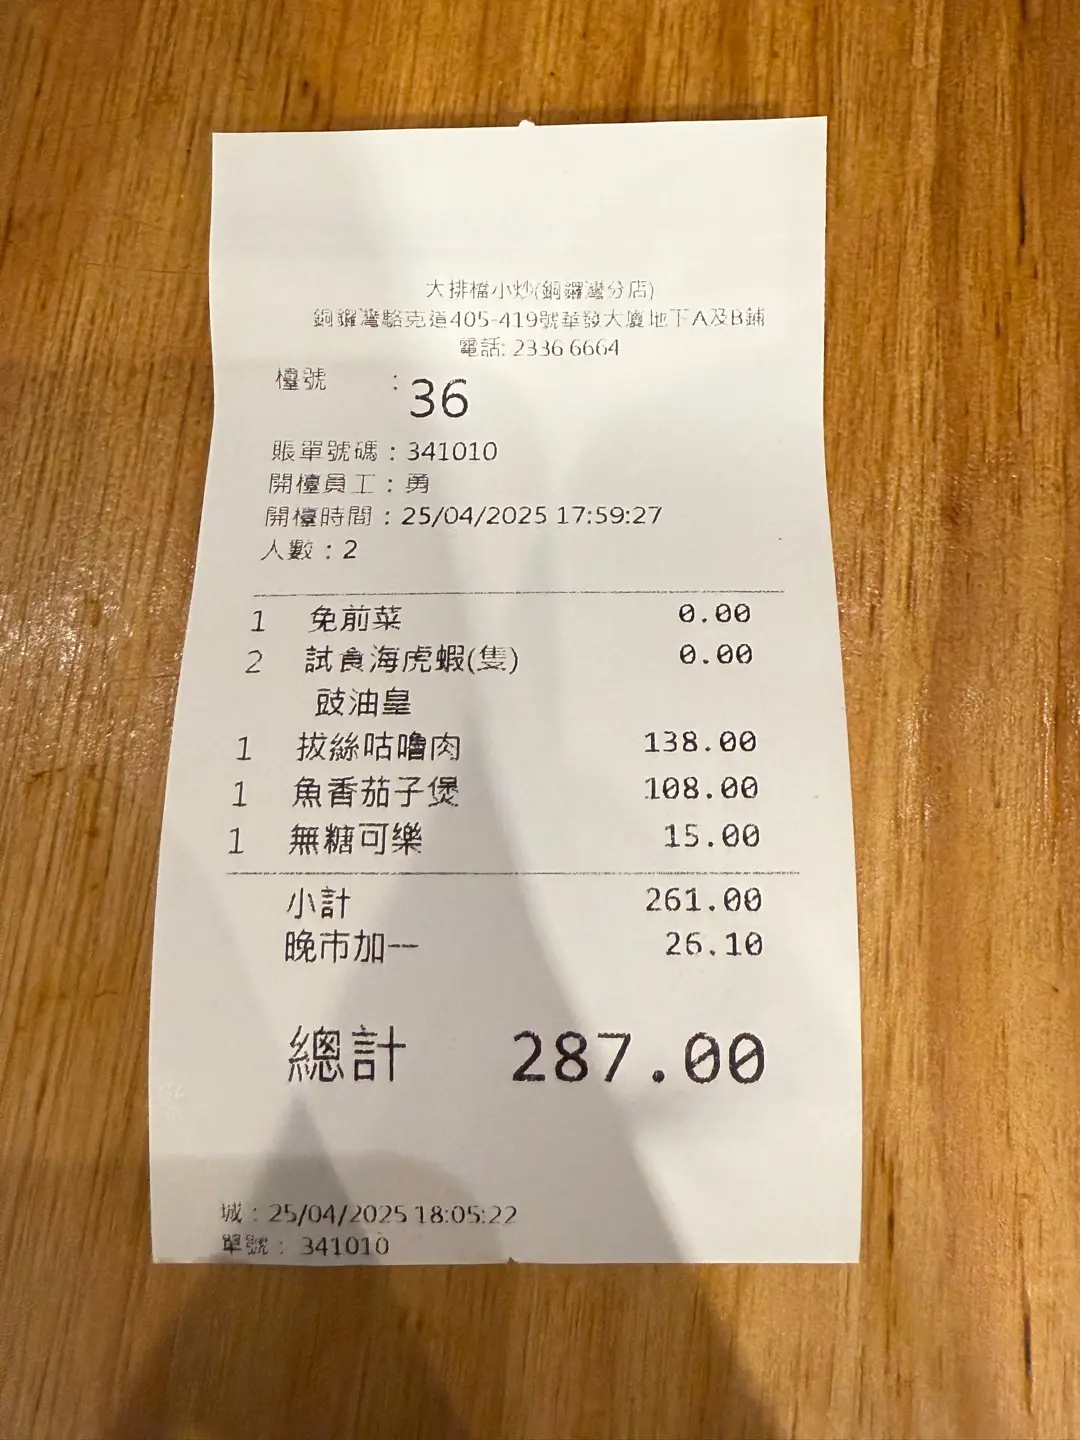 大排檔小炒(銅鑼灣分店)
銅鑼灣駱克道405-419號華發大廈地下A及B鋪
電話: 2336 6664
檯號 : 36
賬單號碼 : 341010
開檯員工 : 勇
開檯時間 : 25/04/2025 17:59:27
人數 : 2
1 免前菜 0.00
2 試食海虎蝦(隻) 0.00
豉油皇
1 拔絲咕嚕肉 138.00
1 魚香茄子煲 108.00
1 無糖可樂 15.00
小計 261.00
晚市加一 26.10
總計 287.00
城 : 25/04/2025 18:05:22
單號 : 341010